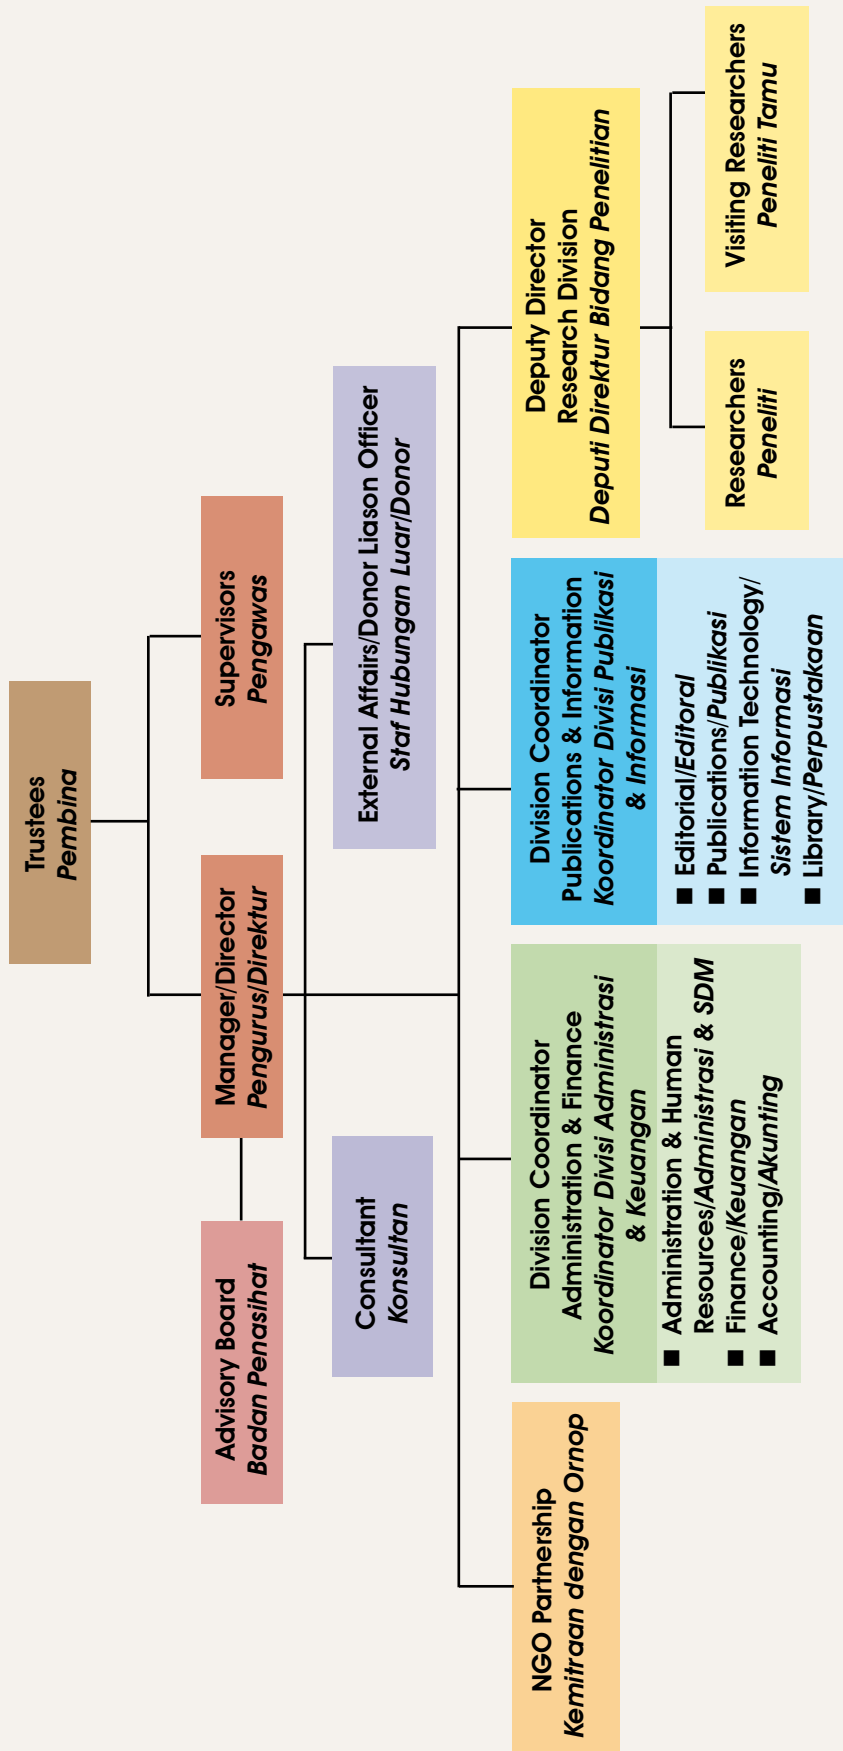 Trustees
Pembina
Advisory Board
Badan Penasihat
Manager/Director
Pengurus/Direktur
Supervisors
Pengawas
Consultant
Konsultan
External Affairs/Donor Liason Officer
Staf Hubungan Luar/Donor
NGO Partnership
Kemitraan dengan Ornop
Division Coordinator
Administration & Finance
Koordinator Divisi Administrasi
& Keuangan
■ Administration & Human
Resources/Administrasi & SDM
■ Finance/Keuangan
■ Accounting/Akunting
Division Coordinator
Publications & Information
Koordinator Divisi Publikasi
& Informasi
■ Editorial/Editoral
■ Publications/Publikasi
■ Information Technology/
Sistem Informasi
■ Library/Perpustakaan
Deputy Director
Research Division
Deputi Direktur Bidang Penelitian
Researchers
Peneliti
Visiting Researchers
Peneliti Tamu